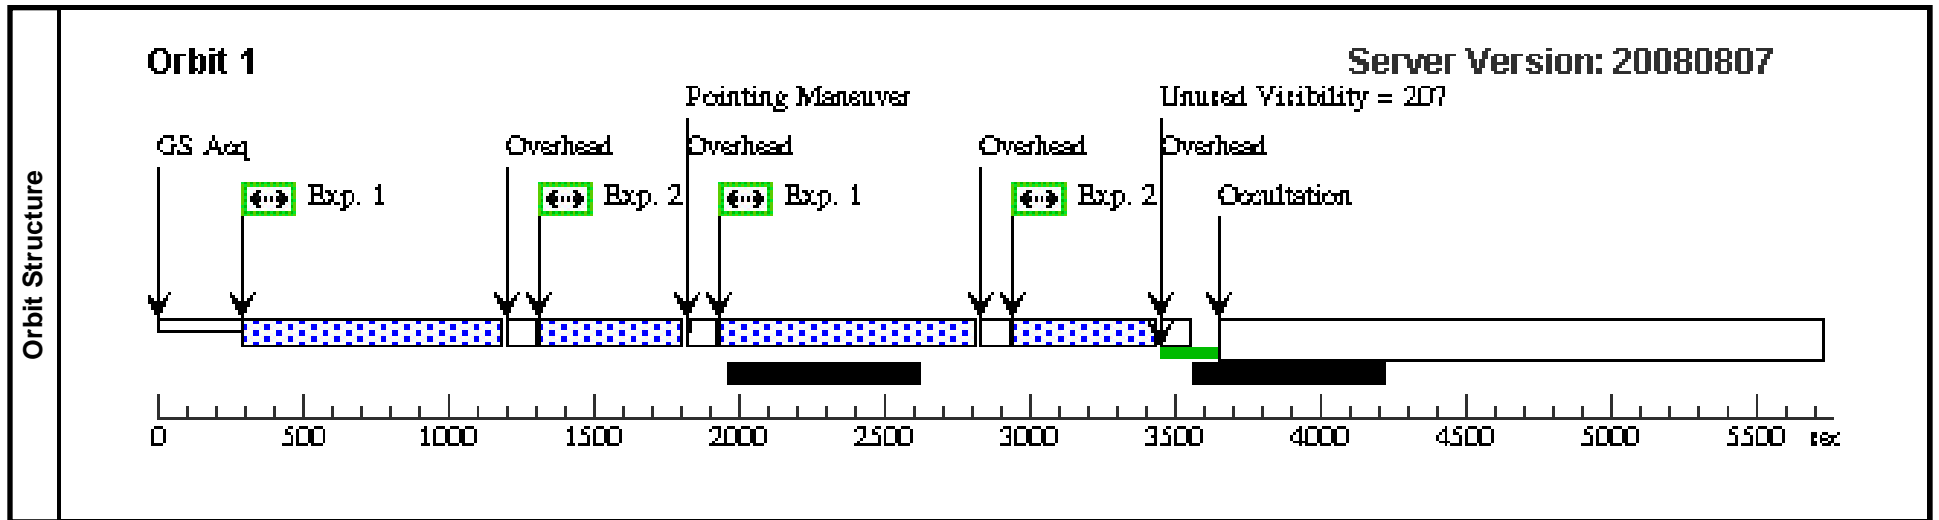 Orbit Structure
Orbit 1
Server Version: 20080807
Pointing Maneuver
Unused Visibility = 207
GS Acq
Overhead
Overhead
Overhead
Overhead
Exp. 1
Exp. 2
Exp. 1
Exp. 2
Occultation
0 500 1000 1500 2000 2500 3000 3500 4000 4500 5000 5500 sec